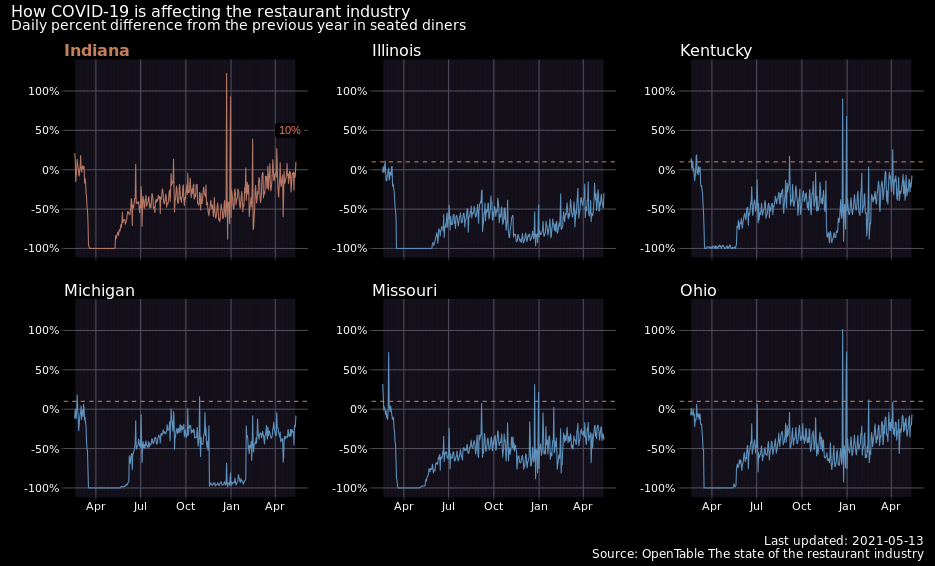 How COVID-19 is affecting the restaurant industry
Daily percent difference from the previous year in seated diners
Indiana
Illinois
Kentucky
100%
50%
0%
-50%
-100%
10%
100%
50%
0%
-50%
-100%
100%
50%
0%
-50%
-100%
Michigan
Missouri
Ohio
100%
50%
0%
-50%
-100%
100%
50%
0%
-50%
-100%
100%
50%
0%
-50%
-100%
Apr Jul Oct Jan Apr
Apr Jul Oct Jan Apr
Apr Jul Oct Jan Apr
Last updated: 2021-05-13
Source: OpenTable The state of the restaurant industry